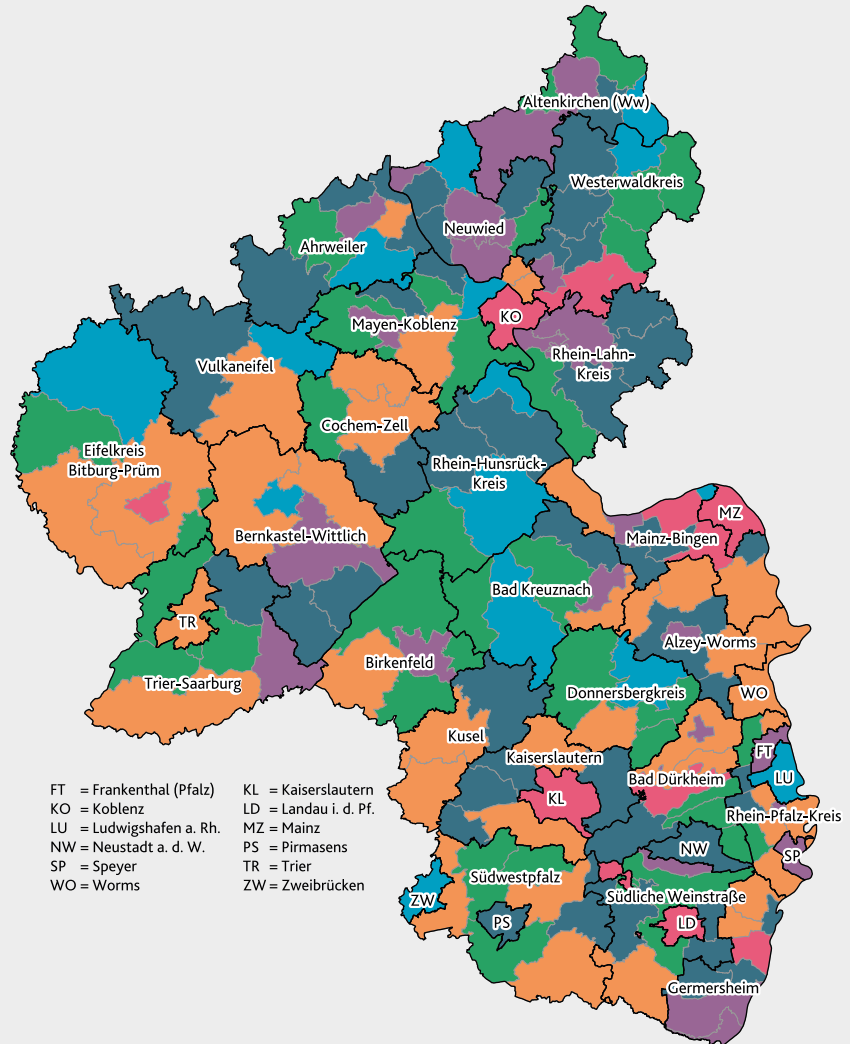 Altenkirchen (Ww)
Westerwaldkreis
Neuwied
Ahrweiler
KO
Mayen-Koblenz
Rhein-Lahn-
Kreis
Vulkaneifel
Cochem-Zell
Eifelkreis
Bitburg-Prüm
Rhein-Hunsrück-
Kreis
MZ
Mainz-Bingen
Bernkastel-Wittlich
Bad Kreuznach
TR
Alzey-Worms
Birkenfeld
Trier-Saarburg
Donnersbergkreis
WO
Kusel
FT
Kaiserslautern
Bad Dürkheim
LU
KL
Rhein-Pfalz-Kreis
NW
SP
Südwestpfalz
ZW
Südliche Weinstraße
PS
LD
Germersheim
FT = Frankenthal (Pfalz)
KO = Koblenz
LU = Ludwigshafen a. Rh.
NW = Neustadt a. d. W.
SP = Speyer
WO = Worms
KL = Kaiserslautern
LD = Landau i. d. Pf.
MZ = Mainz
PS = Pirmasens
TR = Trier
ZW = Zweibrücken